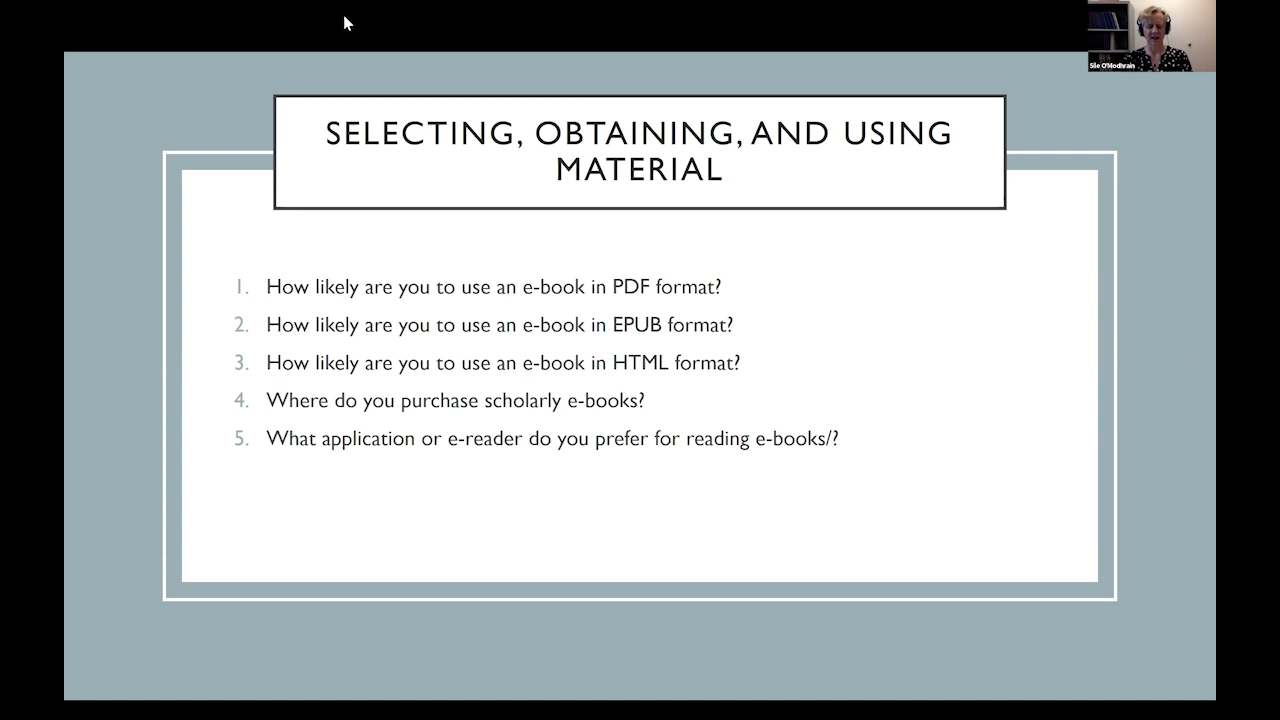 Sile O'Modhrain
SELECTING, OBTAINING, AND USING
MATERIAL
1. How likely are you to use an e-book in PDF format?
2. How likely are you to use an e-book in EPUB format?
3. How likely are you to use an e-book in HTML format?
4. Where do you purchase scholarly e-books?
5. What application or e-reader do you prefer for reading e-books/?